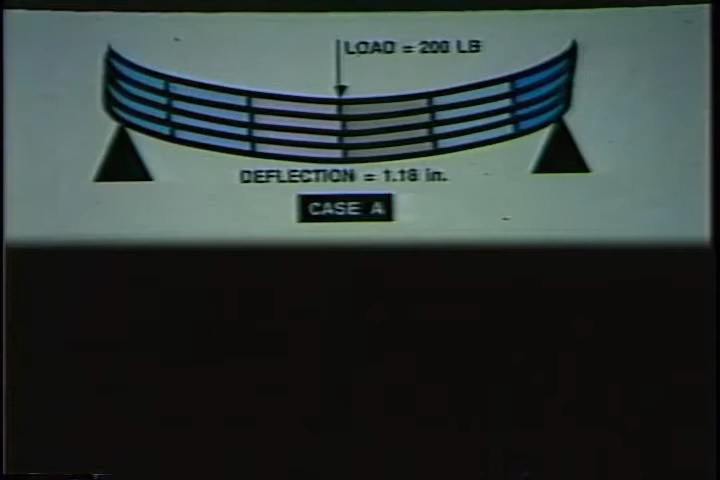 LOAD = 200 LB
DEFLECTION = 1.18 in.
CASE A